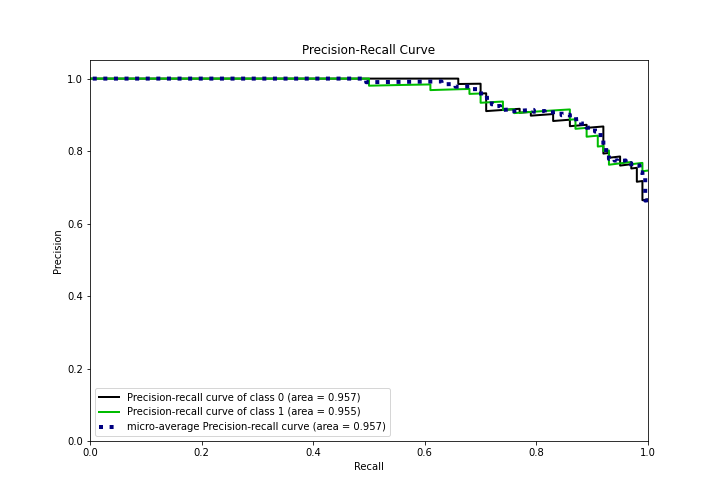 Precision-Recall Curve
1.0
0.8
0.6
0.4
0.2
0.0
Precision
Precision-recall curve of class 0 (area = 0.957)
Precision-recall curve of class 1 (area = 0.955)
micro-average Precision-recall curve (area = 0.957)
0.0 0.2 0.4 0.6 0.8 1.0
Recall